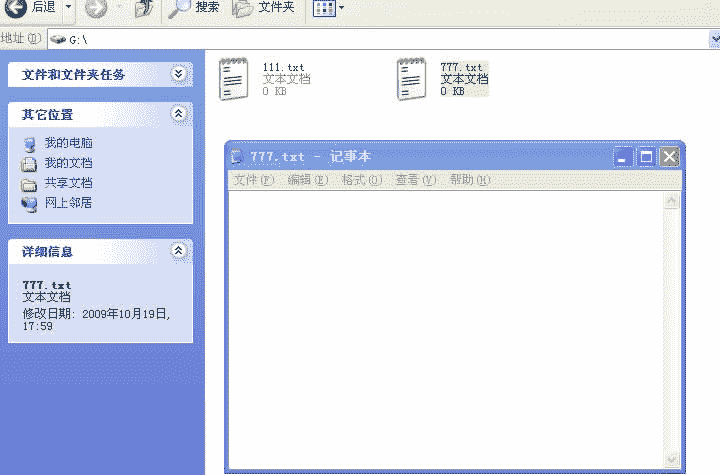 后退 搜索 文件夹
地址(D) G:\
文件和文件夹任务
其它位置
我的电脑
我的文档
共享文档
网上邻居
详细信息
777.txt
文本文档
修改日期: 2009年10月19日,
17:59
111.txt
文本文档
0 KB
777.txt
文本文档
0 KB
777.txt - 记事本
文件(F) 编辑(E) 格式(O) 查看(V) 帮助(H)